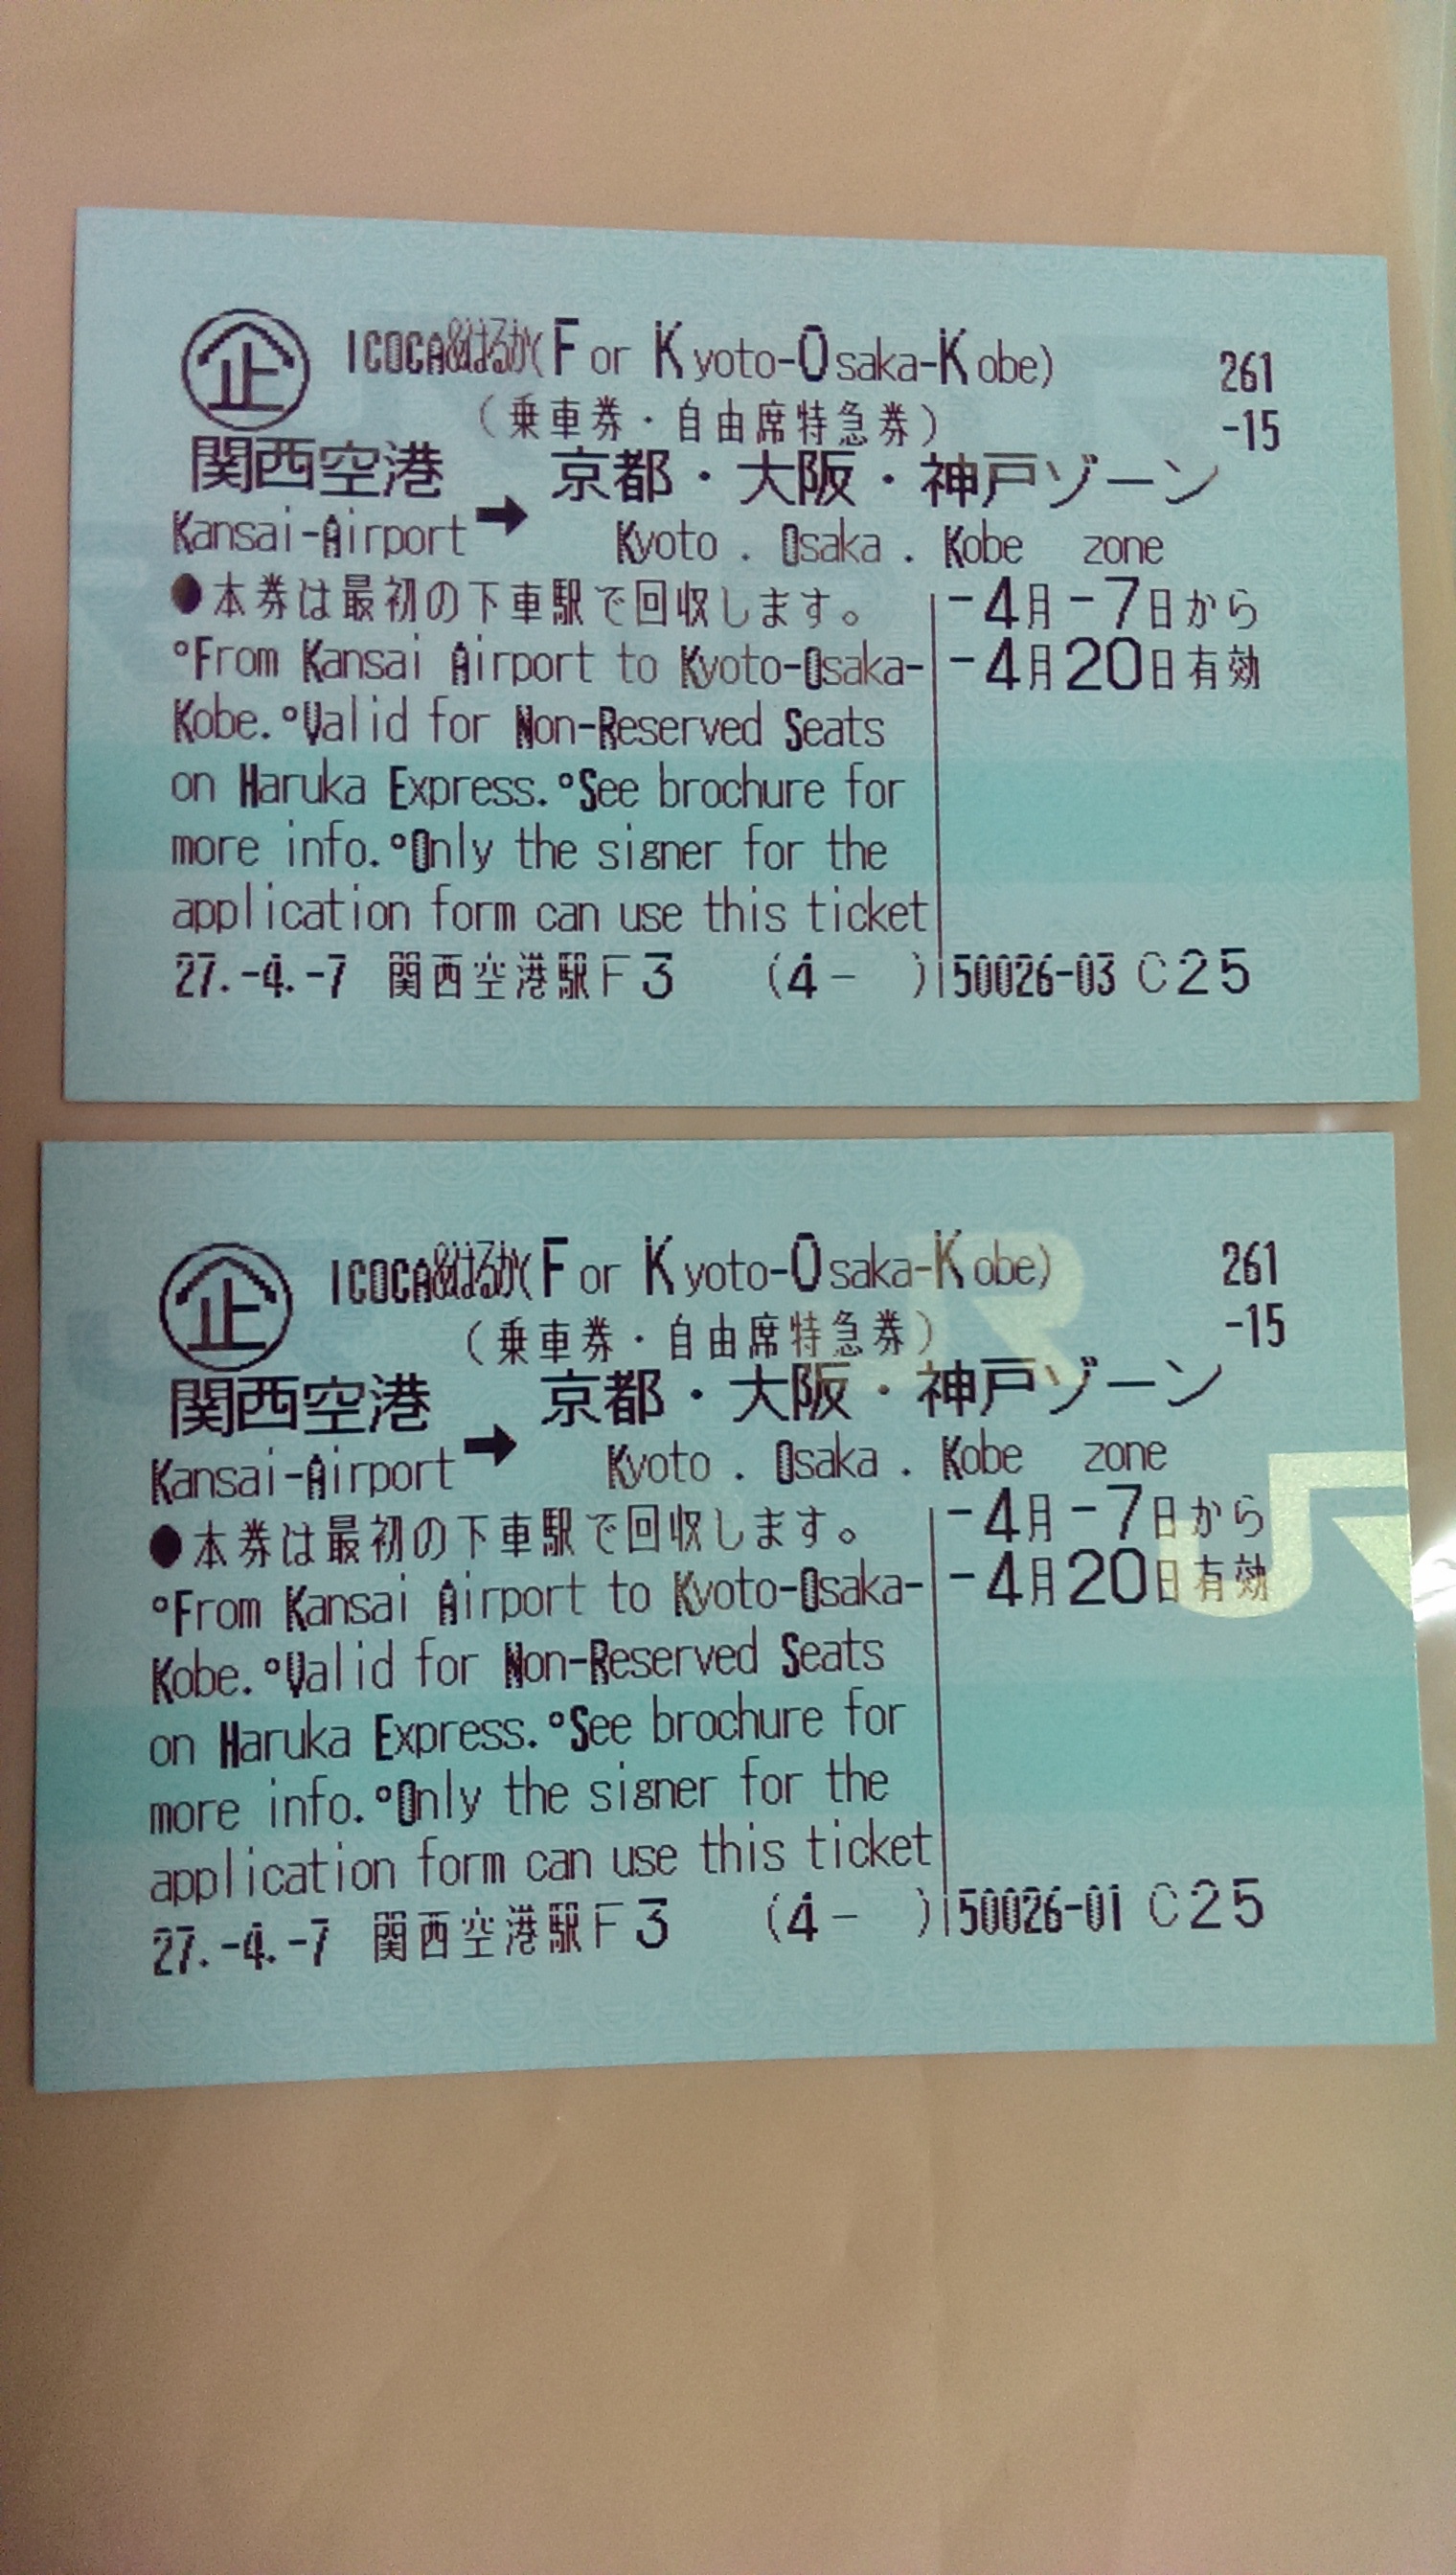 企 ICOCA&はるか(For Kyoto-Osaka-Kobe) 261
(乗車券・自由席特急券) -15
関西空港 → 京都・大阪・神戸ゾーン
Kansai-Airport Kyoto . Osaka . Kobe zone
●本券は最初の下車駅で回収します。 -4月-7日から
°From Kansai Airport to Kyoto-Osaka- -4月20日有効
Kobe.°Valid for Non-Reserved Seats
on Haruka Express.°See brochure for
more info.°Only the signer for the
application form can use this ticket
27.-4.-7 関西空港駅F3 (4- ) 50026-03 C25
企 ICOCA&はるか(For Kyoto-Osaka-Kobe) 261
(乗車券・自由席特急券) -15
関西空港 → 京都・大阪・神戸ゾーン
Kansai-Airport Kyoto . Osaka . Kobe zone
●本券は最初の下車駅で回収します。 -4月-7日から
°From Kansai Airport to Kyoto-Osaka- -4月20日有効
Kobe.°Valid for Non-Reserved Seats
on Haruka Express.°See brochure for
more info.°Only the signer for the
application form can use this ticket
27.-4.-7 関西空港駅F3 (4- ) 50026-01 C25